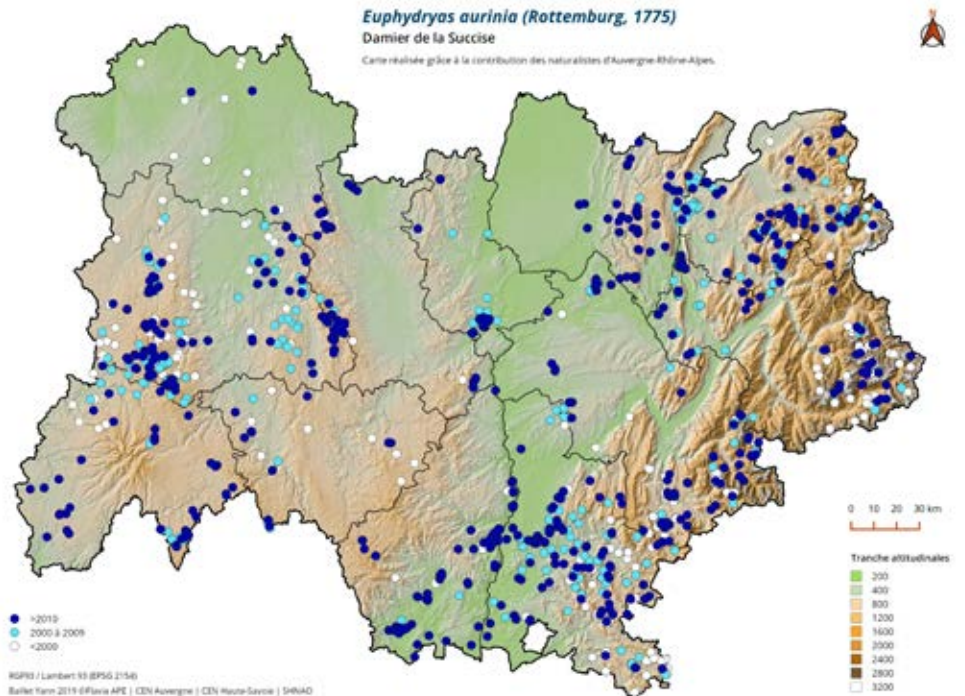 Euphydryas aurinia (Rottemburg, 1775)
Damier de la Succise
Carte réalisée grâce à la contribution des naturalistes d'Auvergne-Rhône-Alpes.
N
0 10 20 30 km
Tranche altitudinales
200
400
800
1200
1600
2000
2400
2800
3200
>2010
2000 à 2009
<2000
RGF93 / Lambert 93 (EPSG 2154)
Baillet Yann 2019 ©Flavia APE | CEN Auvergne | CEN Haute-Savoie | SHNAO